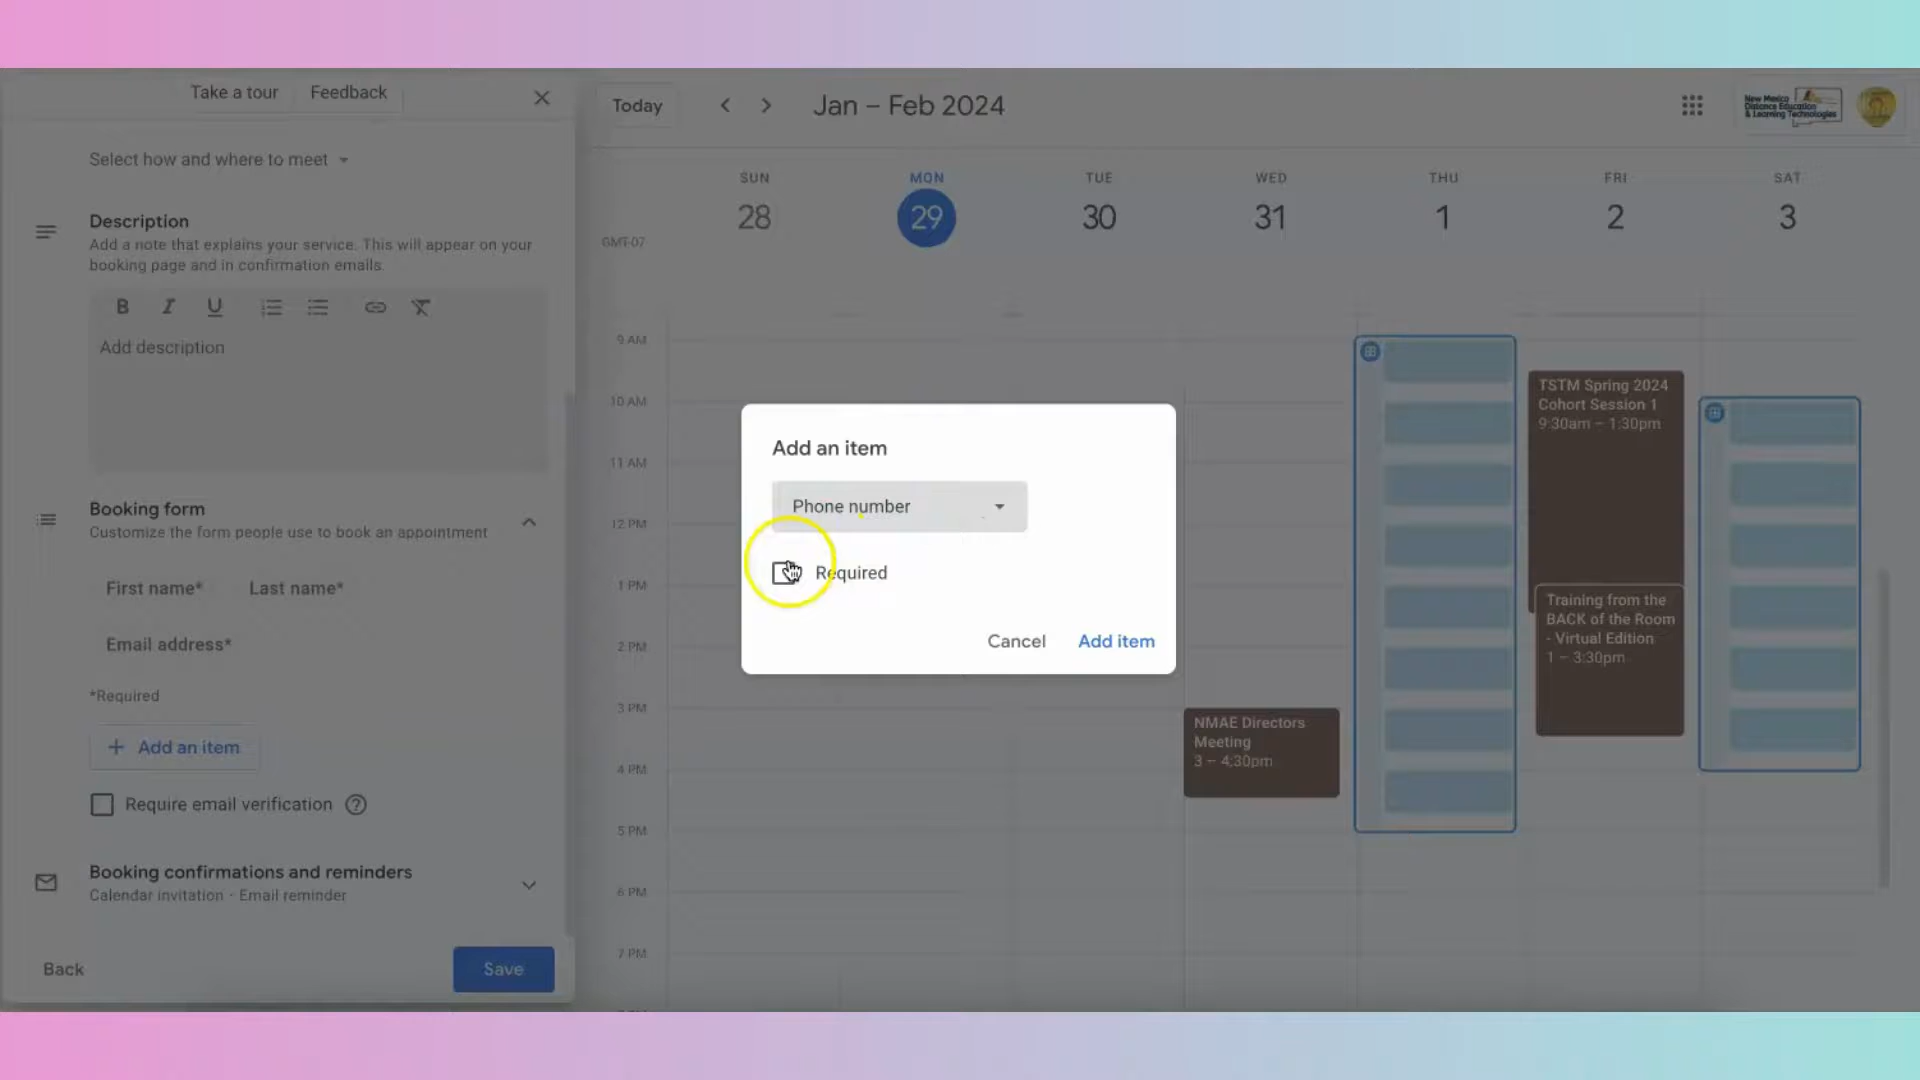 Take a tour
Feedback
Select how and where to meet
Description
Add a note that explains your service. This will appear on your
booking page and in confirmation emails.
B I U
Add description
Booking form
Customize the form people use to book an appointment
First name*
Last name*
Email address*
*Required
+ Add an item
Require email verification ?
Booking confirmations and reminders
Calendar invitation · Email reminder
Back
Save
Today
Jan – Feb 2024
New Mexico
Distance Education
& Learning Technologies
SUN
28
MON
29
TUE
30
WED
31
THU
1
FRI
2
SAT
3
GMT-07
9 AM
10 AM
11 AM
12 PM
1 PM
2 PM
3 PM
4 PM
5 PM
6 PM
7 PM
Add an item
Phone number
Required
Cancel
Add item
NMAE Directors
Meeting
3 – 4:30pm
TSTM Spring 2024
Cohort Session 1
9:30am – 1:30pm
Training from the
BACK of the Room
- Virtual Edition
1 – 3:30pm